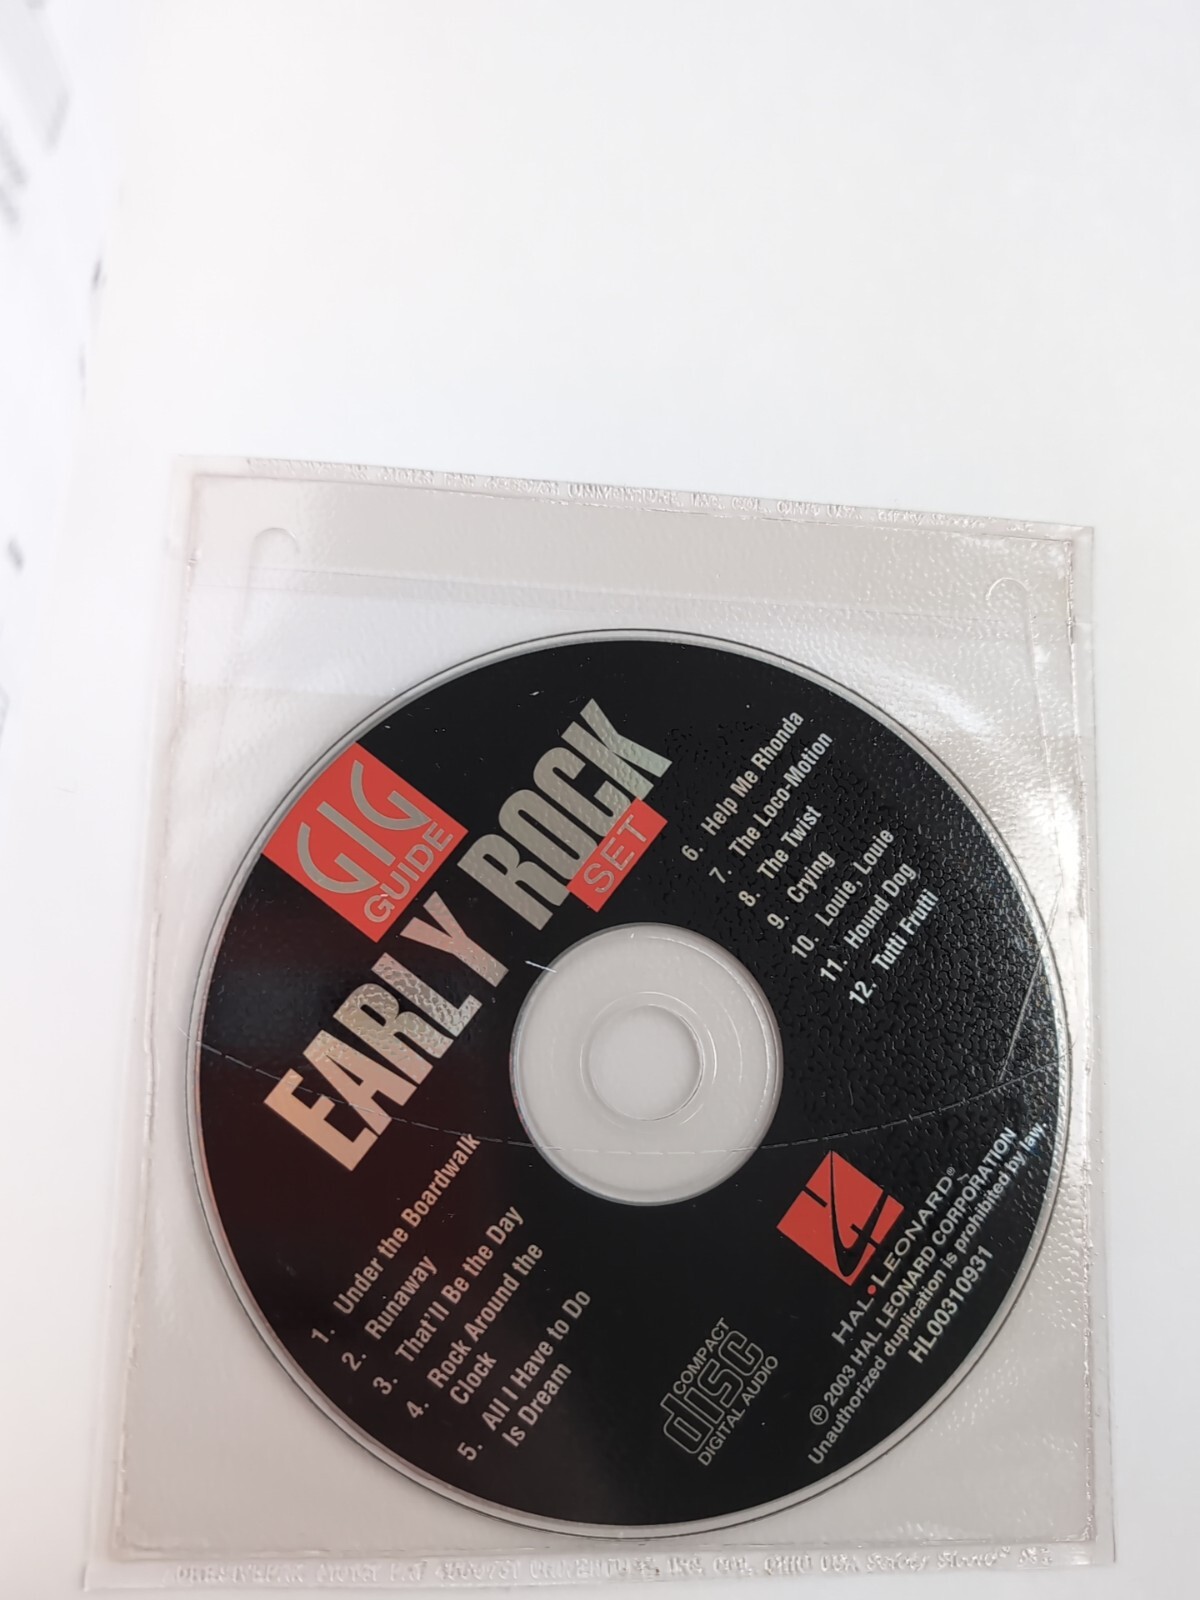 GIG
GUIDE
EARLY ROCK
SET
1. Under the Boardwalk
2. Runaway
3. That'll Be the Day
4. Rock Around the
Clock
5. All I Have to Do
Is Dream
6. Help Me Rhonda
7. The Loco-Motion
8. The Twist
9. Crying
10. Louie, Louie
11. Hound Dog
12. Tutti Frutti
COMPACT
disc
DIGITAL AUDIO
HAL•LEONARD®
℗ 2003 HAL LEONARD CORPORATION
Unauthorized duplication is prohibited by law.
HL00310931